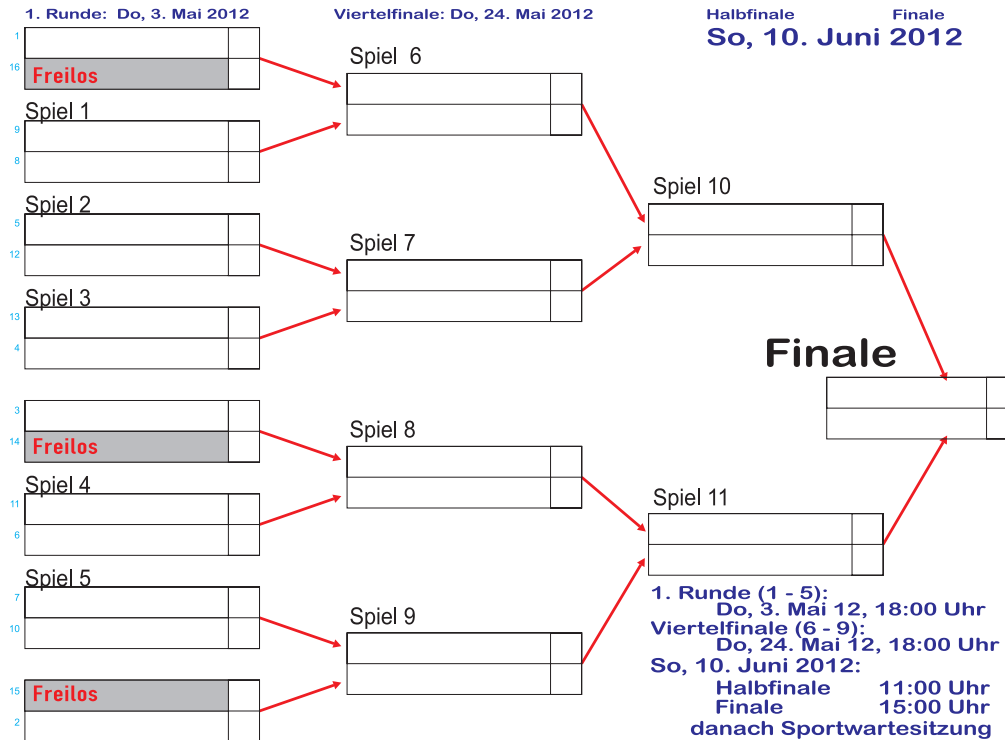 1. Runde: Do, 3. Mai 2012
Viertelfinale: Do, 24. Mai 2012
Halbfinale
Finale
So, 10. Juni 2012
1
16 Freilos
Spiel 1
9
8
Spiel 2
5
12
Spiel 3
13
4
3
14 Freilos
Spiel 4
11
6
Spiel 5
7
10
15 Freilos
2
Spiel 6
Spiel 7
Spiel 8
Spiel 9
Spiel 10
Spiel 11
Finale
1. Runde (1 - 5):
Do, 3. Mai 12, 18:00 Uhr
Viertelfinale (6 - 9):
Do, 24. Mai 12, 18:00 Uhr
So, 10. Juni 2012:
Halbfinale 11:00 Uhr
Finale 15:00 Uhr
danach Sportwartesitzung